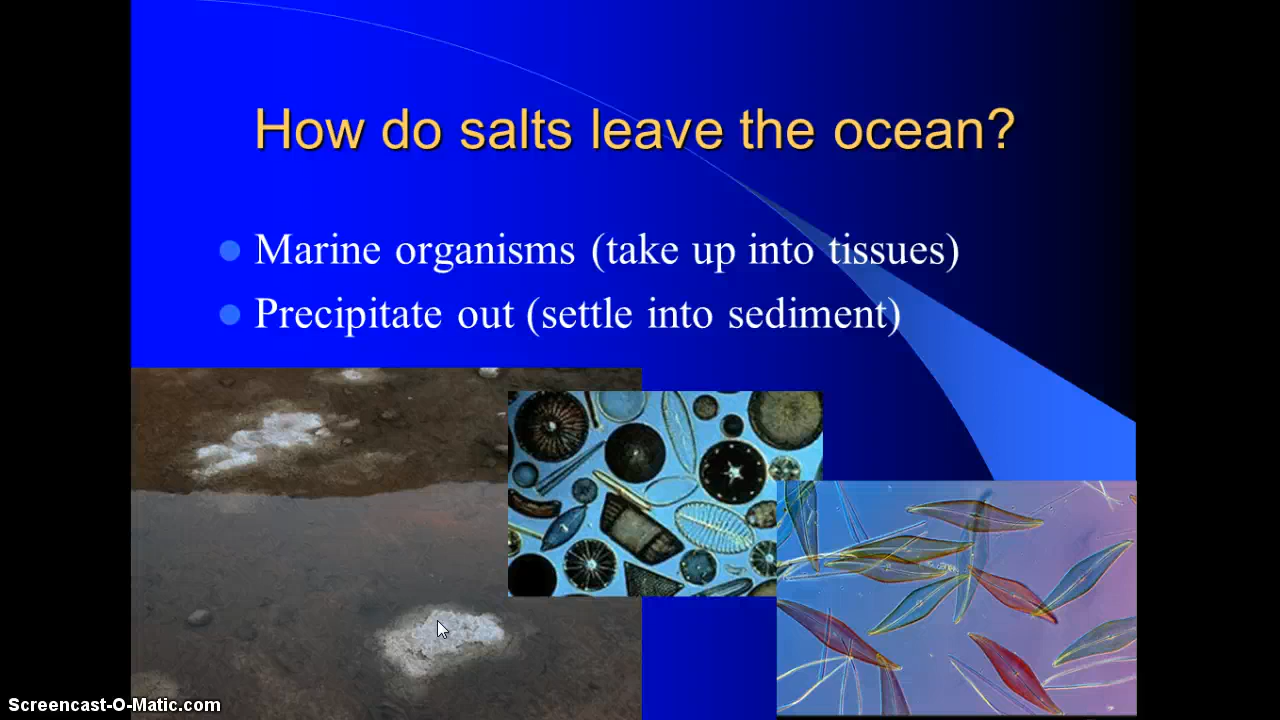 How do salts leave the ocean?
Marine organisms (take up into tissues)
Precipitate out (settle into sediment)
Screencast-O-Matic.com